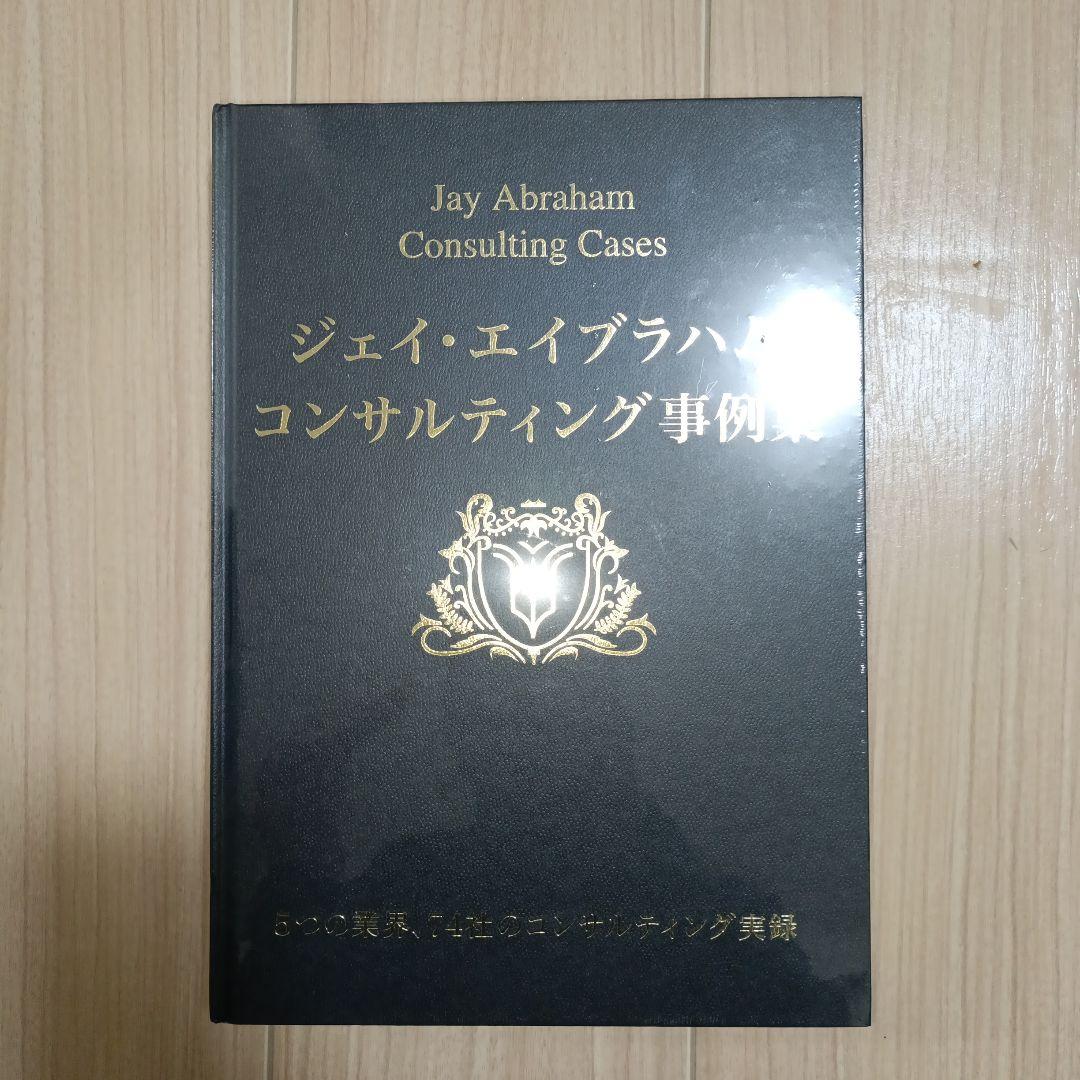 Jay Abraham
Consulting Cases
ジェイ・エイブラハム
コンサルティング事例集
5つの業界、74社のコンサルティング実録